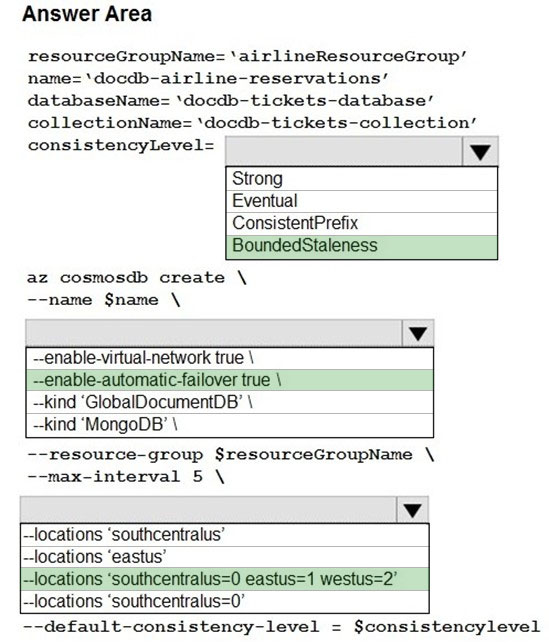 Answer Area
resourceGroupName=‘airlineResourceGroup’
name=‘docdb-airline-reservations’
databaseName=‘docdb-tickets-database’
collectionName=‘docdb-tickets-collection’
consistencyLevel=
Strong
Eventual
ConsistentPrefix
BoundedStaleness
az cosmosdb create \
--name $name \
--enable-virtual-network true \
--enable-automatic-failover true \
--kind ‘GlobalDocumentDB’ \
--kind ‘MongoDB’ \
--resource-group $resourceGroupName \
--max-interval 5 \
--locations ‘southcentralus’
--locations ‘eastus’
--locations ‘southcentralus=0 eastus=1 westus=2’
--locations ‘southcentralus=0’
--default-consistency-level = $consistencylevel